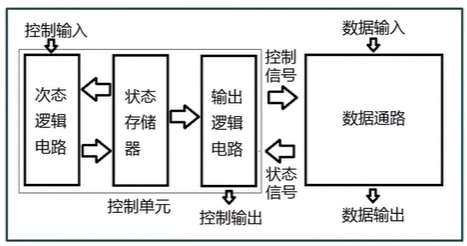 控制输入
数据输入
次态
逻辑
电路
状态
存储
器
输出
逻辑
电路
控制
信号
状态
信号
数据通路
控制单元
控制输出
数据输出